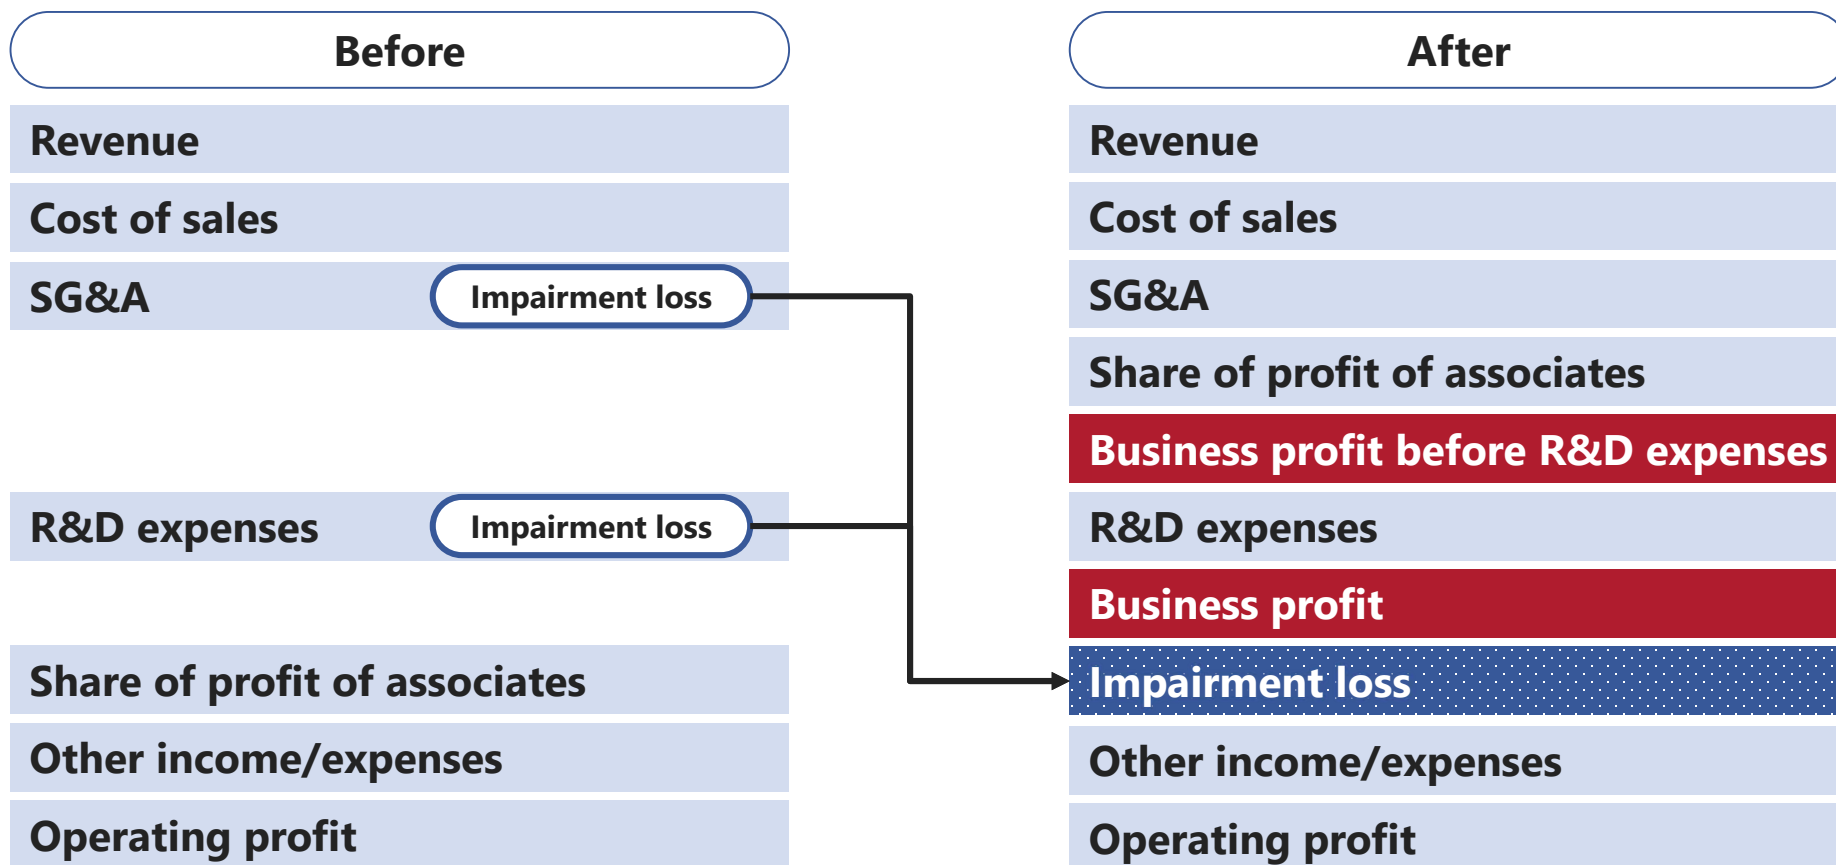 Before
Revenue
Cost of sales
SG&A
Impairment loss
R&D expenses
Impairment loss
Share of profit of associates
Other income/expenses
Operating profit
After
Revenue
Cost of sales
SG&A
Share of profit of associates
Business profit before R&D expenses
R&D expenses
Business profit
Impairment loss
Other income/expenses
Operating profit